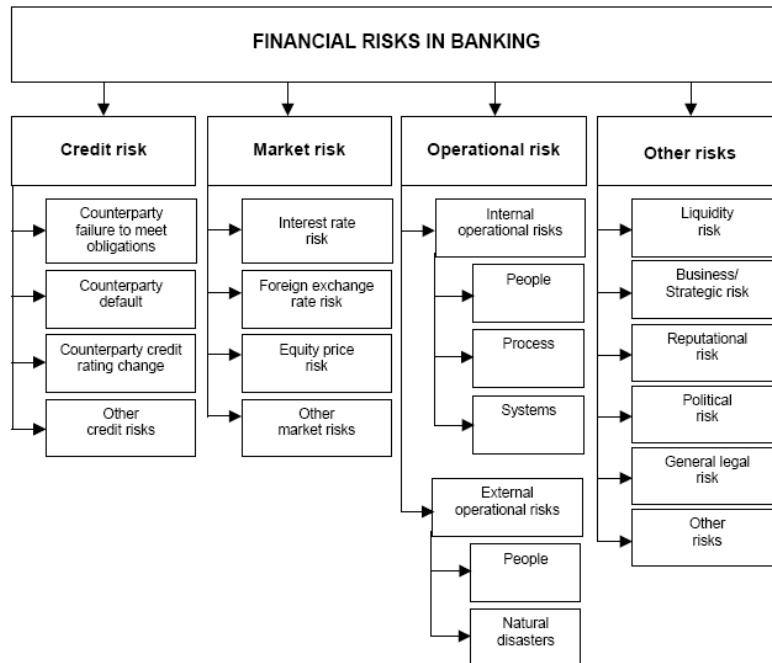 FINANCIAL RISKS IN BANKING
Credit risk
Counterparty
failure to meet
obligations
Counterparty
default
Counterparty credit
rating change
Other
credit risks
Market risk
Interest rate
risk
Foreign exchange
rate risk
Equity price
risk
Other
market risks
Operational risk
Internal
operational risks
People
Process
Systems
External
operational risks
People
Natural
disasters
Other risks
Liquidity
risk
Business/
Strategic risk
Reputational
risk
Political
risk
General legal
risk
Other
risks